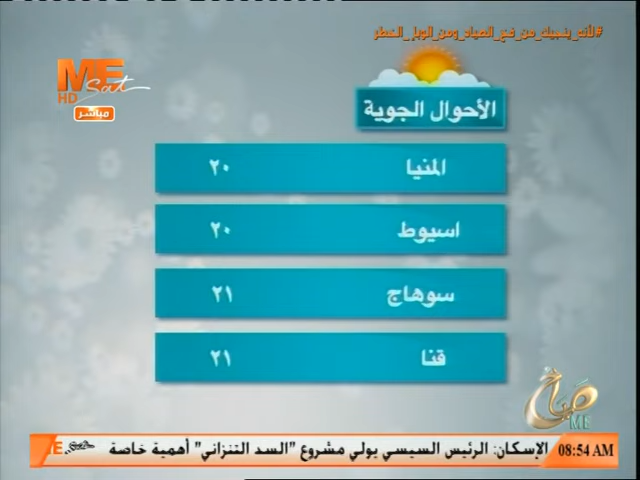 #لأنه_ينجيك_من_فخ_الصياد_ومن_الوبإ_الخطر
ME
Sat
HD
مباشر
الأحوال الجوية
المنيا ٢٠
اسيوط ٢٠
سوهاج ٢١
قنا ٢١
صباح
ME
الإسكان: الرئيس السيسي يولي مشروع "السد التنزاني" أهمية خاصة
08:54 AM